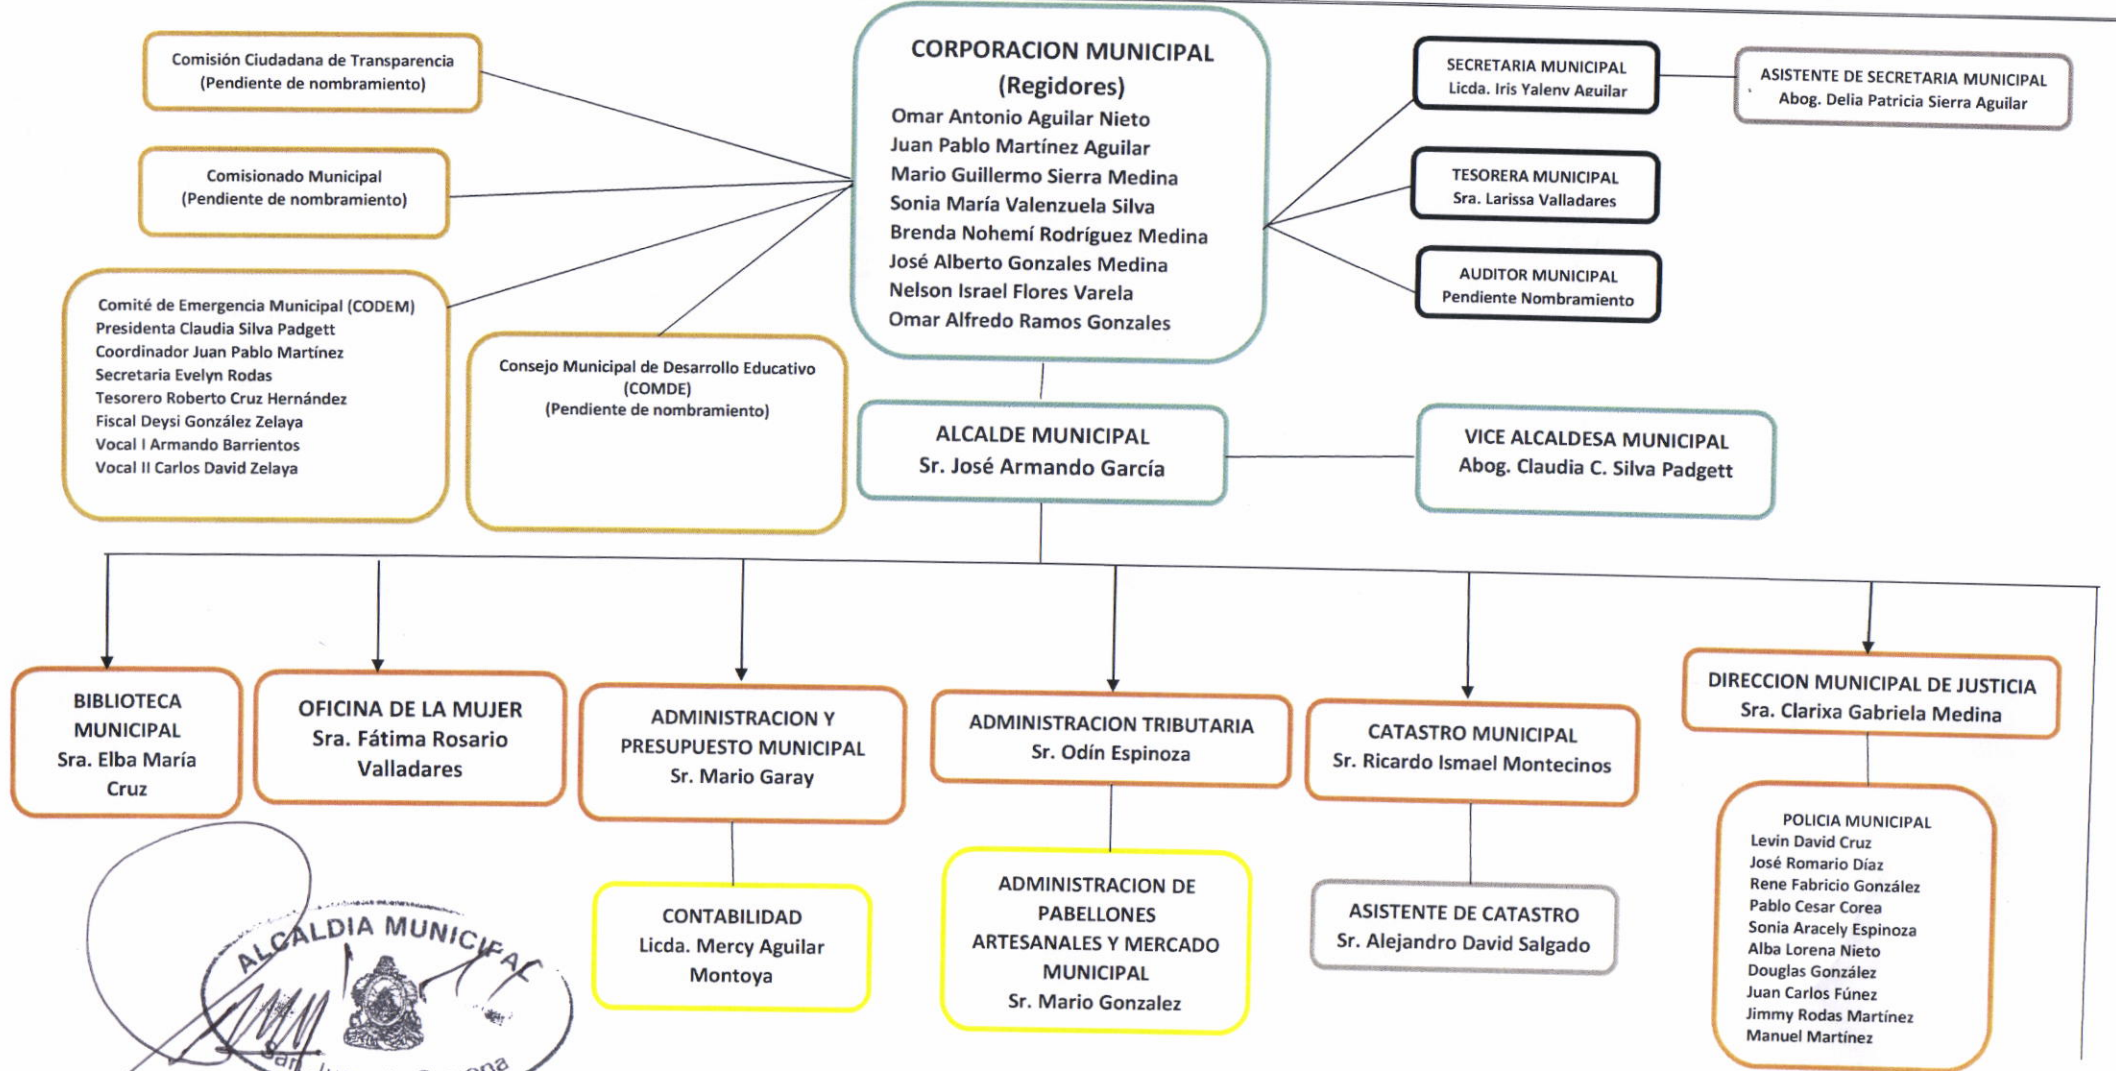 Comisión Ciudadana de Transparencia
(Pendiente de nombramiento)
Comisionado Municipal
(Pendiente de nombramiento)
Comité de Emergencia Municipal (CODEM)
Presidenta Claudia Silva Padgett
Coordinador Juan Pablo Martínez
Secretaria Evelyn Rodas
Tesorero Roberto Cruz Hernández
Fiscal Deysi González Zelaya
Vocal I Armando Barrientos
Vocal II Carlos David Zelaya
Consejo Municipal de Desarrollo Educativo
(COMDE)
(Pendiente de nombramiento)
CORPORACION MUNICIPAL
(Regidores)
Omar Antonio Aguilar Nieto
Juan Pablo Martínez Aguilar
Mario Guillermo Sierra Medina
Sonia María Valenzuela Silva
Brenda Nohemí Rodríguez Medina
José Alberto Gonzales Medina
Nelson Israel Flores Varela
Omar Alfredo Ramos Gonzales
SECRETARIA MUNICIPAL
Licda. Iris Yaleny Aguilar
ASISTENTE DE SECRETARIA MUNICIPAL
Abog. Delia Patricia Sierra Aguilar
TESORERA MUNICIPAL
Sra. Larissa Valladares
AUDITOR MUNICIPAL
Pendiente Nombramiento
ALCALDE MUNICIPAL
Sr. José Armando García
VICE ALCALDESA MUNICIPAL
Abog. Claudia C. Silva Padgett
BIBLIOTECA
MUNICIPAL
Sra. Elba María
Cruz
OFICINA DE LA MUJER
Sra. Fátima Rosario
Valladares
ADMINISTRACION Y
PRESUPUESTO MUNICIPAL
Sr. Mario Garay
ADMINISTRACION TRIBUTARIA
Sr. Odín Espinoza
CATASTRO MUNICIPAL
Sr. Ricardo Ismael Montecinos
DIRECCION MUNICIPAL DE JUSTICIA
Sra. Clarixa Gabriela Medina
CONTABILIDAD
Licda. Mercy Aguilar
Montoya
ADMINISTRACION DE
PABELLONES
ARTESANALES Y MERCADO
MUNICIPAL
Sr. Mario Gonzalez
ASISTENTE DE CATASTRO
Sr. Alejandro David Salgado
POLICIA MUNICIPAL
Levin David Cruz
José Romario Díaz
Rene Fabricio González
Pablo Cesar Corea
Sonia Aracely Espinoza
Alba Lorena Nieto
Douglas González
Juan Carlos Fúnez
Jimmy Rodas Martínez
Manuel Martínez
ALCALDIA MUNICIPAL
San